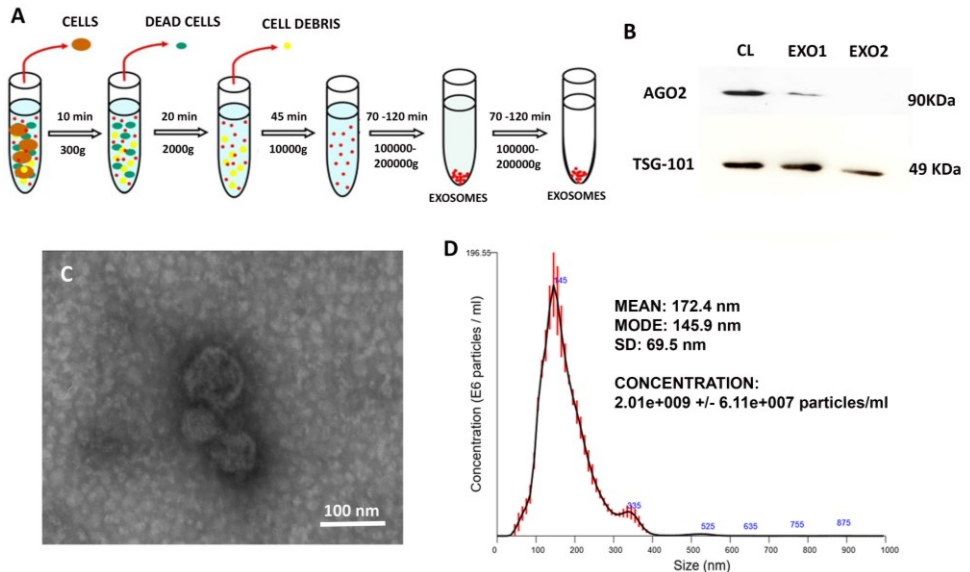 A
CELLS
DEAD CELLS
CELL DEBRIS
10 min
300g
20 min
2000g
45 min
10000g
70 -120 min
100000-
200000g
70 -120 min
100000-
200000g
EXOSOMES
EXOSOMES
B
CL EXO1 EXO2
AGO2
90KDa
TSG-101
49 KDa
C
100 nm
D
196.55
Concentration (E6 particles / ml)
145
335
525
635
755
875
MEAN: 172.4 nm
MODE: 145.9 nm
SD: 69.5 nm
CONCENTRATION:
2.01e+009 +/- 6.11e+007 particles/ml
0
0 100 200 300 400 500 600 700 800 900 1000
Size (nm)